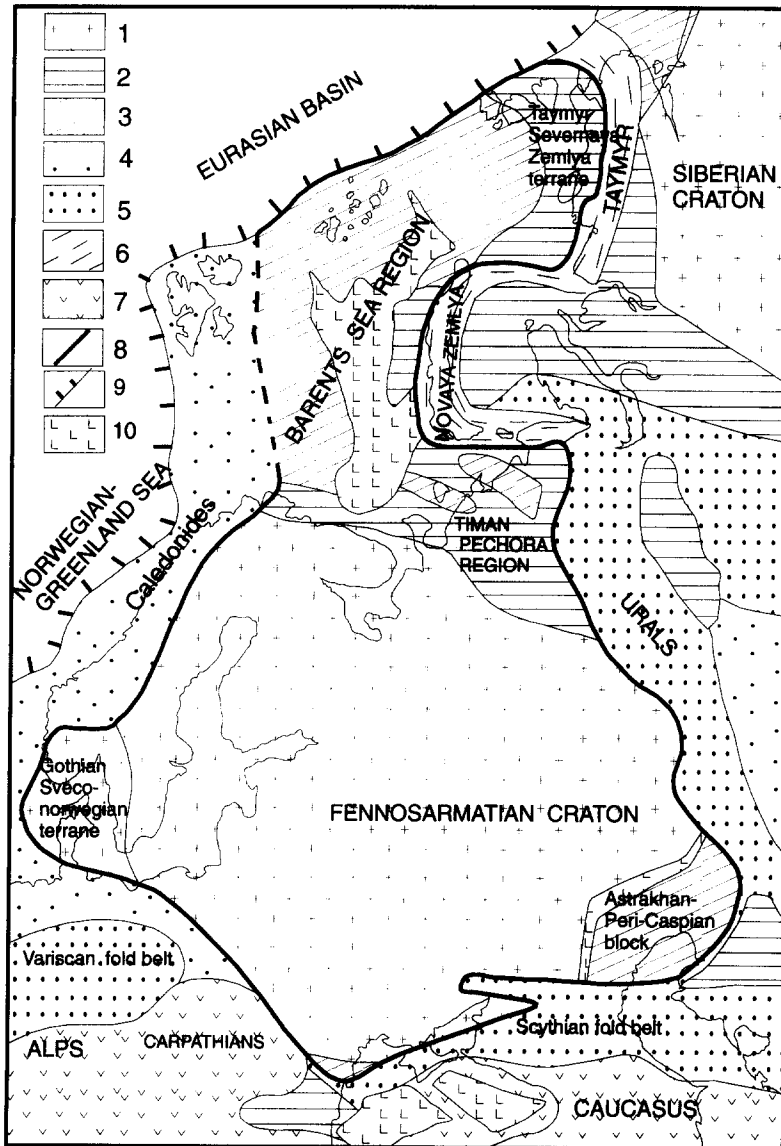 1
2
3
4
5
6
7
8
9
10
EURASIAN BASIN
Taymyr
Severnaya
Zemlya
terrane
TAYMYR
SIBERIAN
CRATON
BARENTS SEA REGION
NOVAYA ZEMLYA
NORWEGIAN-
GREENLAND SEA
Caledonides
TIMAN
PECHORA
REGION
URALS
Gothian
Sveco-
norwegian
terrane
FENNOSARMATIAN CRATON
Astrakhan-
Peri-Caspian
block
Variscan fold belt
Scythian fold belt
ALPS
CARPATHIANS
CAUCASUS